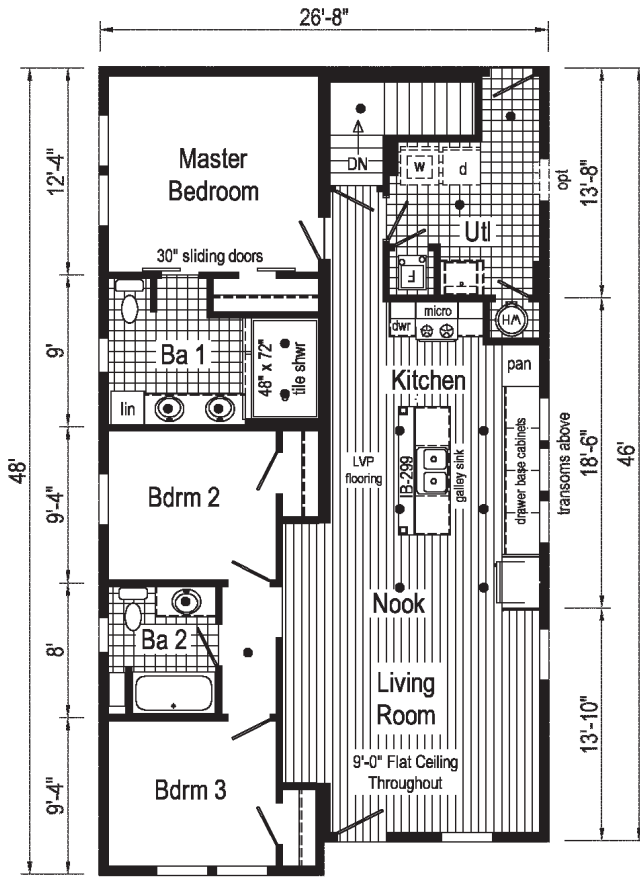 26'-8"
12'-4"
9'
9'-4"
8'
9'-4"
48'
13'-8"
18'-6"
13'-10"
46'
opt
transoms above
Master
Bedroom
30" sliding doors
DN
w
d
Utl
F
WH
micro
dwr
pan
Kitchen
Ba 1
lin
48" x 72"
tile shwr
LVP
flooring
IB-299
galley sink
drawer base cabinets
Bdrm 2
Nook
Ba 2
Living
Room
9'-0" Flat Ceiling
Throughout
Bdrm 3